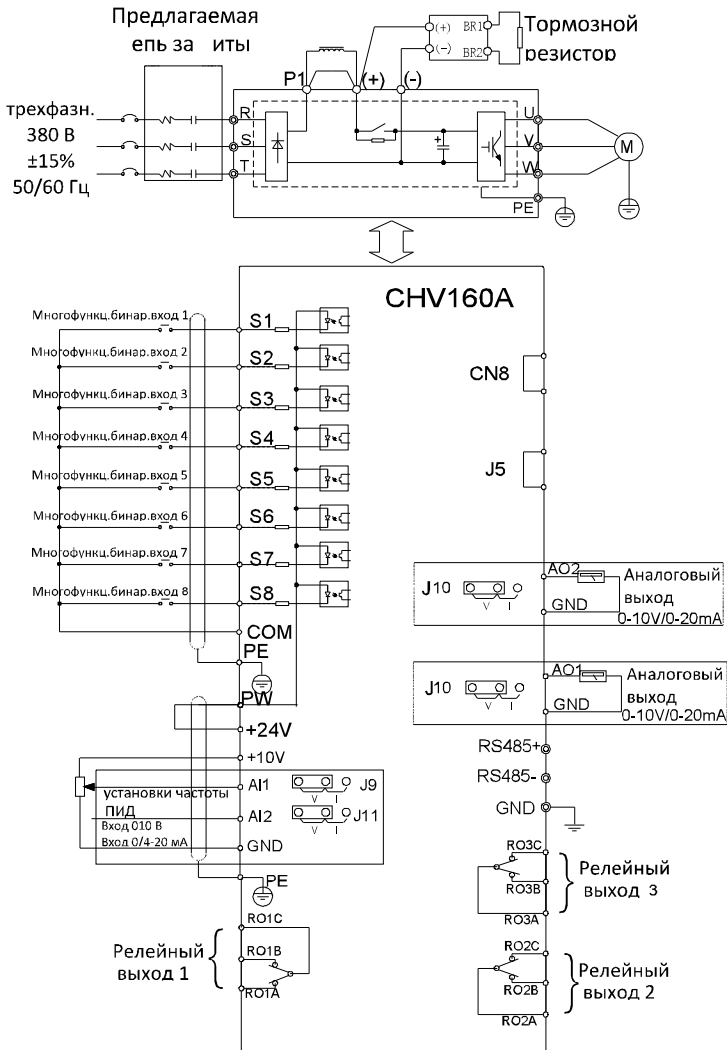 Предлагаемая
епь за иты
Тормозной
резистор
(+) BR1
(-) BR2
P1 (+) (-)
трехфазн.
380 В
±15%
50/60 Гц
R
S
T
U
V
W
PE
M
+
CHV160A
Многофункц.бинар.вход 1
S1
Многофункц.бинар.вход 2
S2
Многофункц.бинар.вход 3
S3
Многофункц.бинар.вход 4
S4
Многофункц.бинар.вход 5
S5
Многофункц.бинар.вход 6
S6
Многофункц.бинар.вход 7
S7
Многофункц.бинар.вход 8
S8
COM
PE
PW
+24V
+10V
установки частоты
ПИД
Вход 010 В
Вход 0/4-20 мА
AI1
V I
J9
AI2
V I
J11
GND
PE
RO1C
RO1B
RO1A
Релейный
выход 1
CN8
J5
J10
V I
AO2
GND
Аналоговый
выход
0-10V/0-20mA
J10
V I
AO1
GND
Аналоговый
выход
0-10V/0-20mA
RS485+
RS485-
GND
RO3C
RO3B
RO3A
Релейный
выход 3
RO2C
RO2B
RO2A
Релейный
выход 2